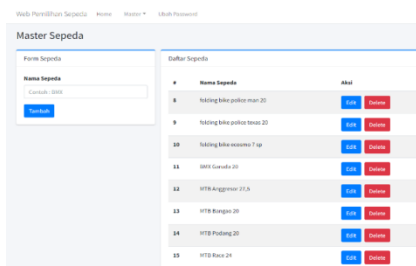 Web Pemilihan Sepeda Home Master Ubah Password
Master Sepeda
Form Sepeda
Nama Sepeda
Contoh : BMX
Tambah
Daftar Sepeda
# Nama Sepeda Aksi
8 folding bike police man 20 Edit Delete
9 folding bike police texas 20 Edit Delete
10 folding bike ecosmo 7 sp Edit Delete
11 BMX Garuda 20 Edit Delete
12 MTB Anggresor 27,5 Edit Delete
13 MTB Bangao 20 Edit Delete
14 MTB Podang 20 Edit Delete
15 MTB Race 24 Edit Delete